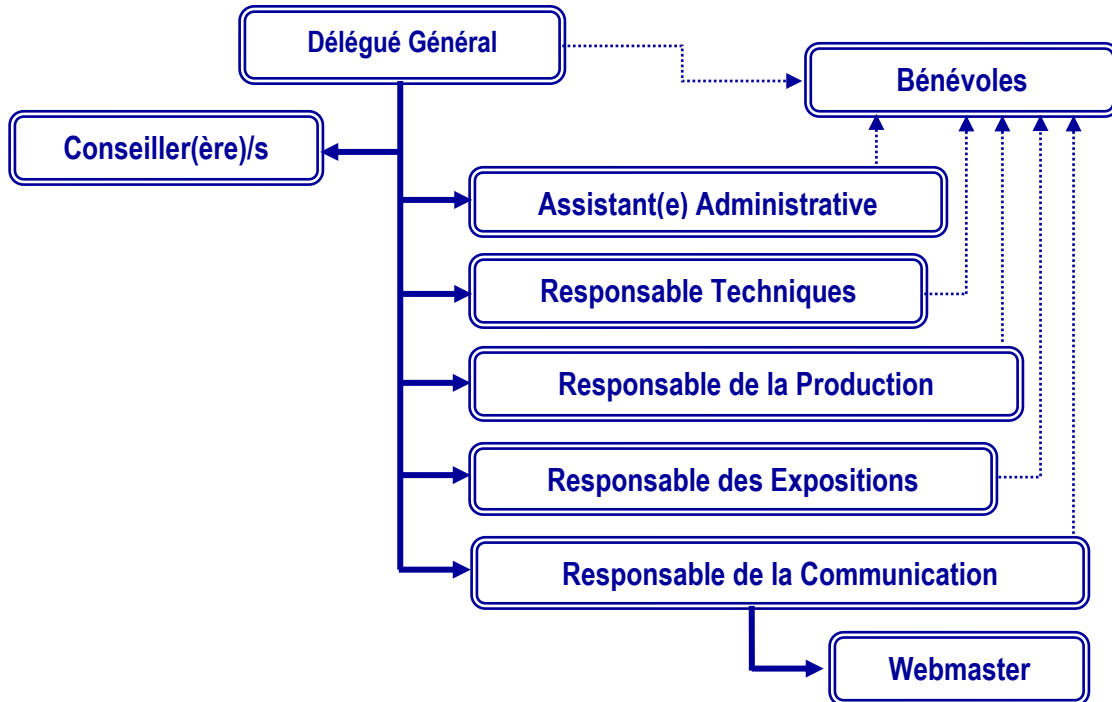 Délégué Général
Bénévoles
Conseiller(ère)/s
Assistant(e) Administrative
Responsable Techniques
Responsable de la Production
Responsable des Expositions
Responsable de la Communication
Webmaster